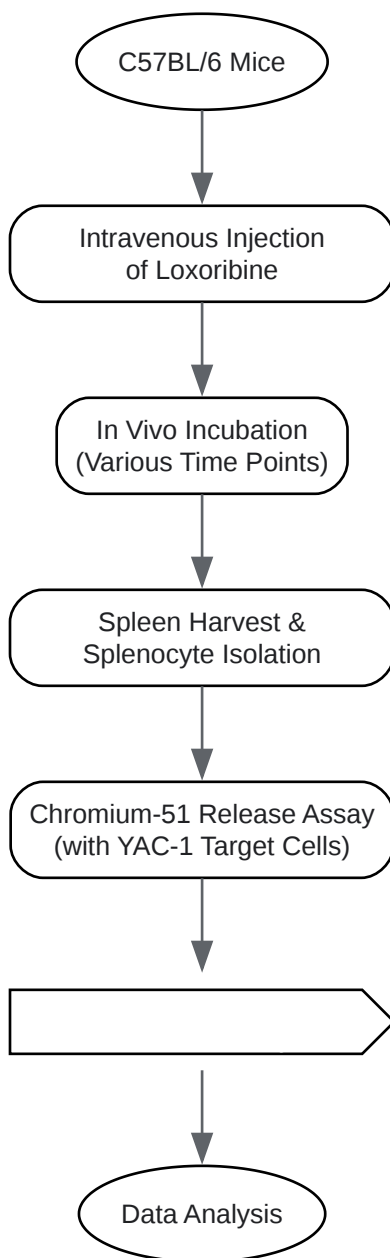 C57BL/6 Mice
Intravenous Injection
of Loxoribine
In Vivo Incubation
(Various Time Points)
Spleen Harvest &
Splenocyte Isolation
Chromium-51 Release Assay
(with YAC-1 Target Cells)
Data Analysis